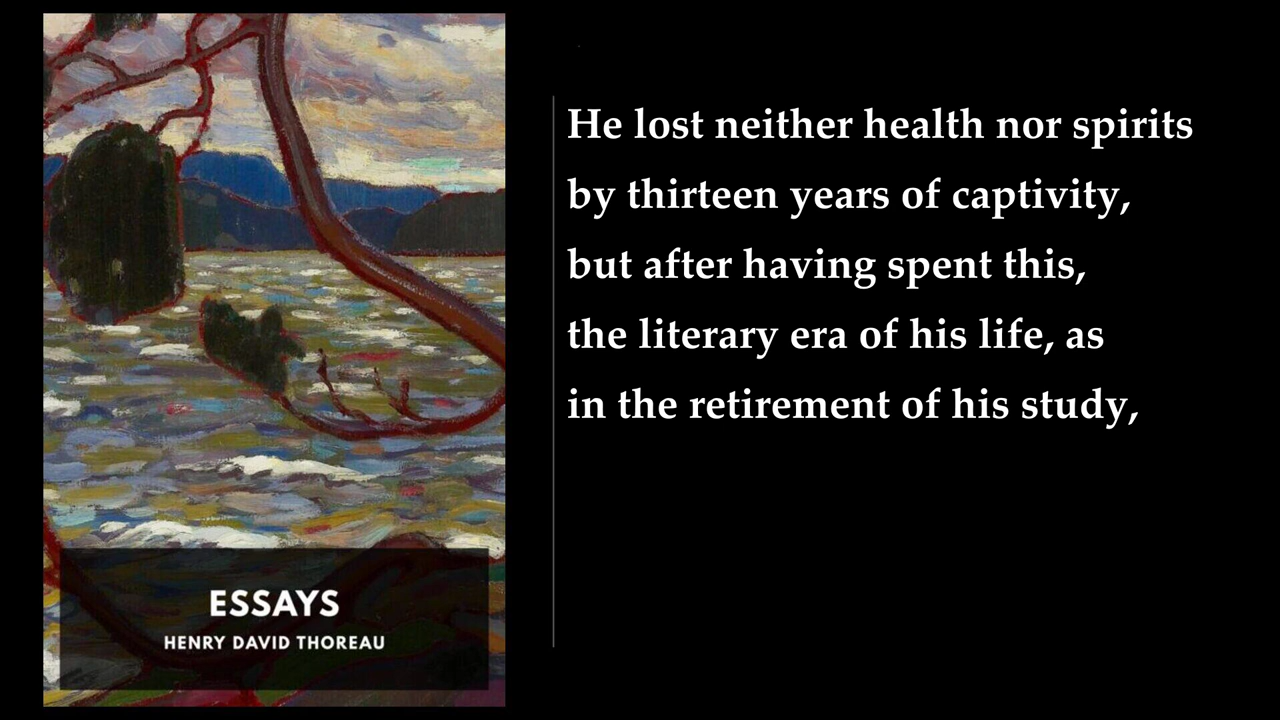 He lost neither health nor spirits
by thirteen years of captivity,
but after having spent this,
the literary era of his life, as
in the retirement of his study,
ESSAYS
HENRY DAVID THOREAU